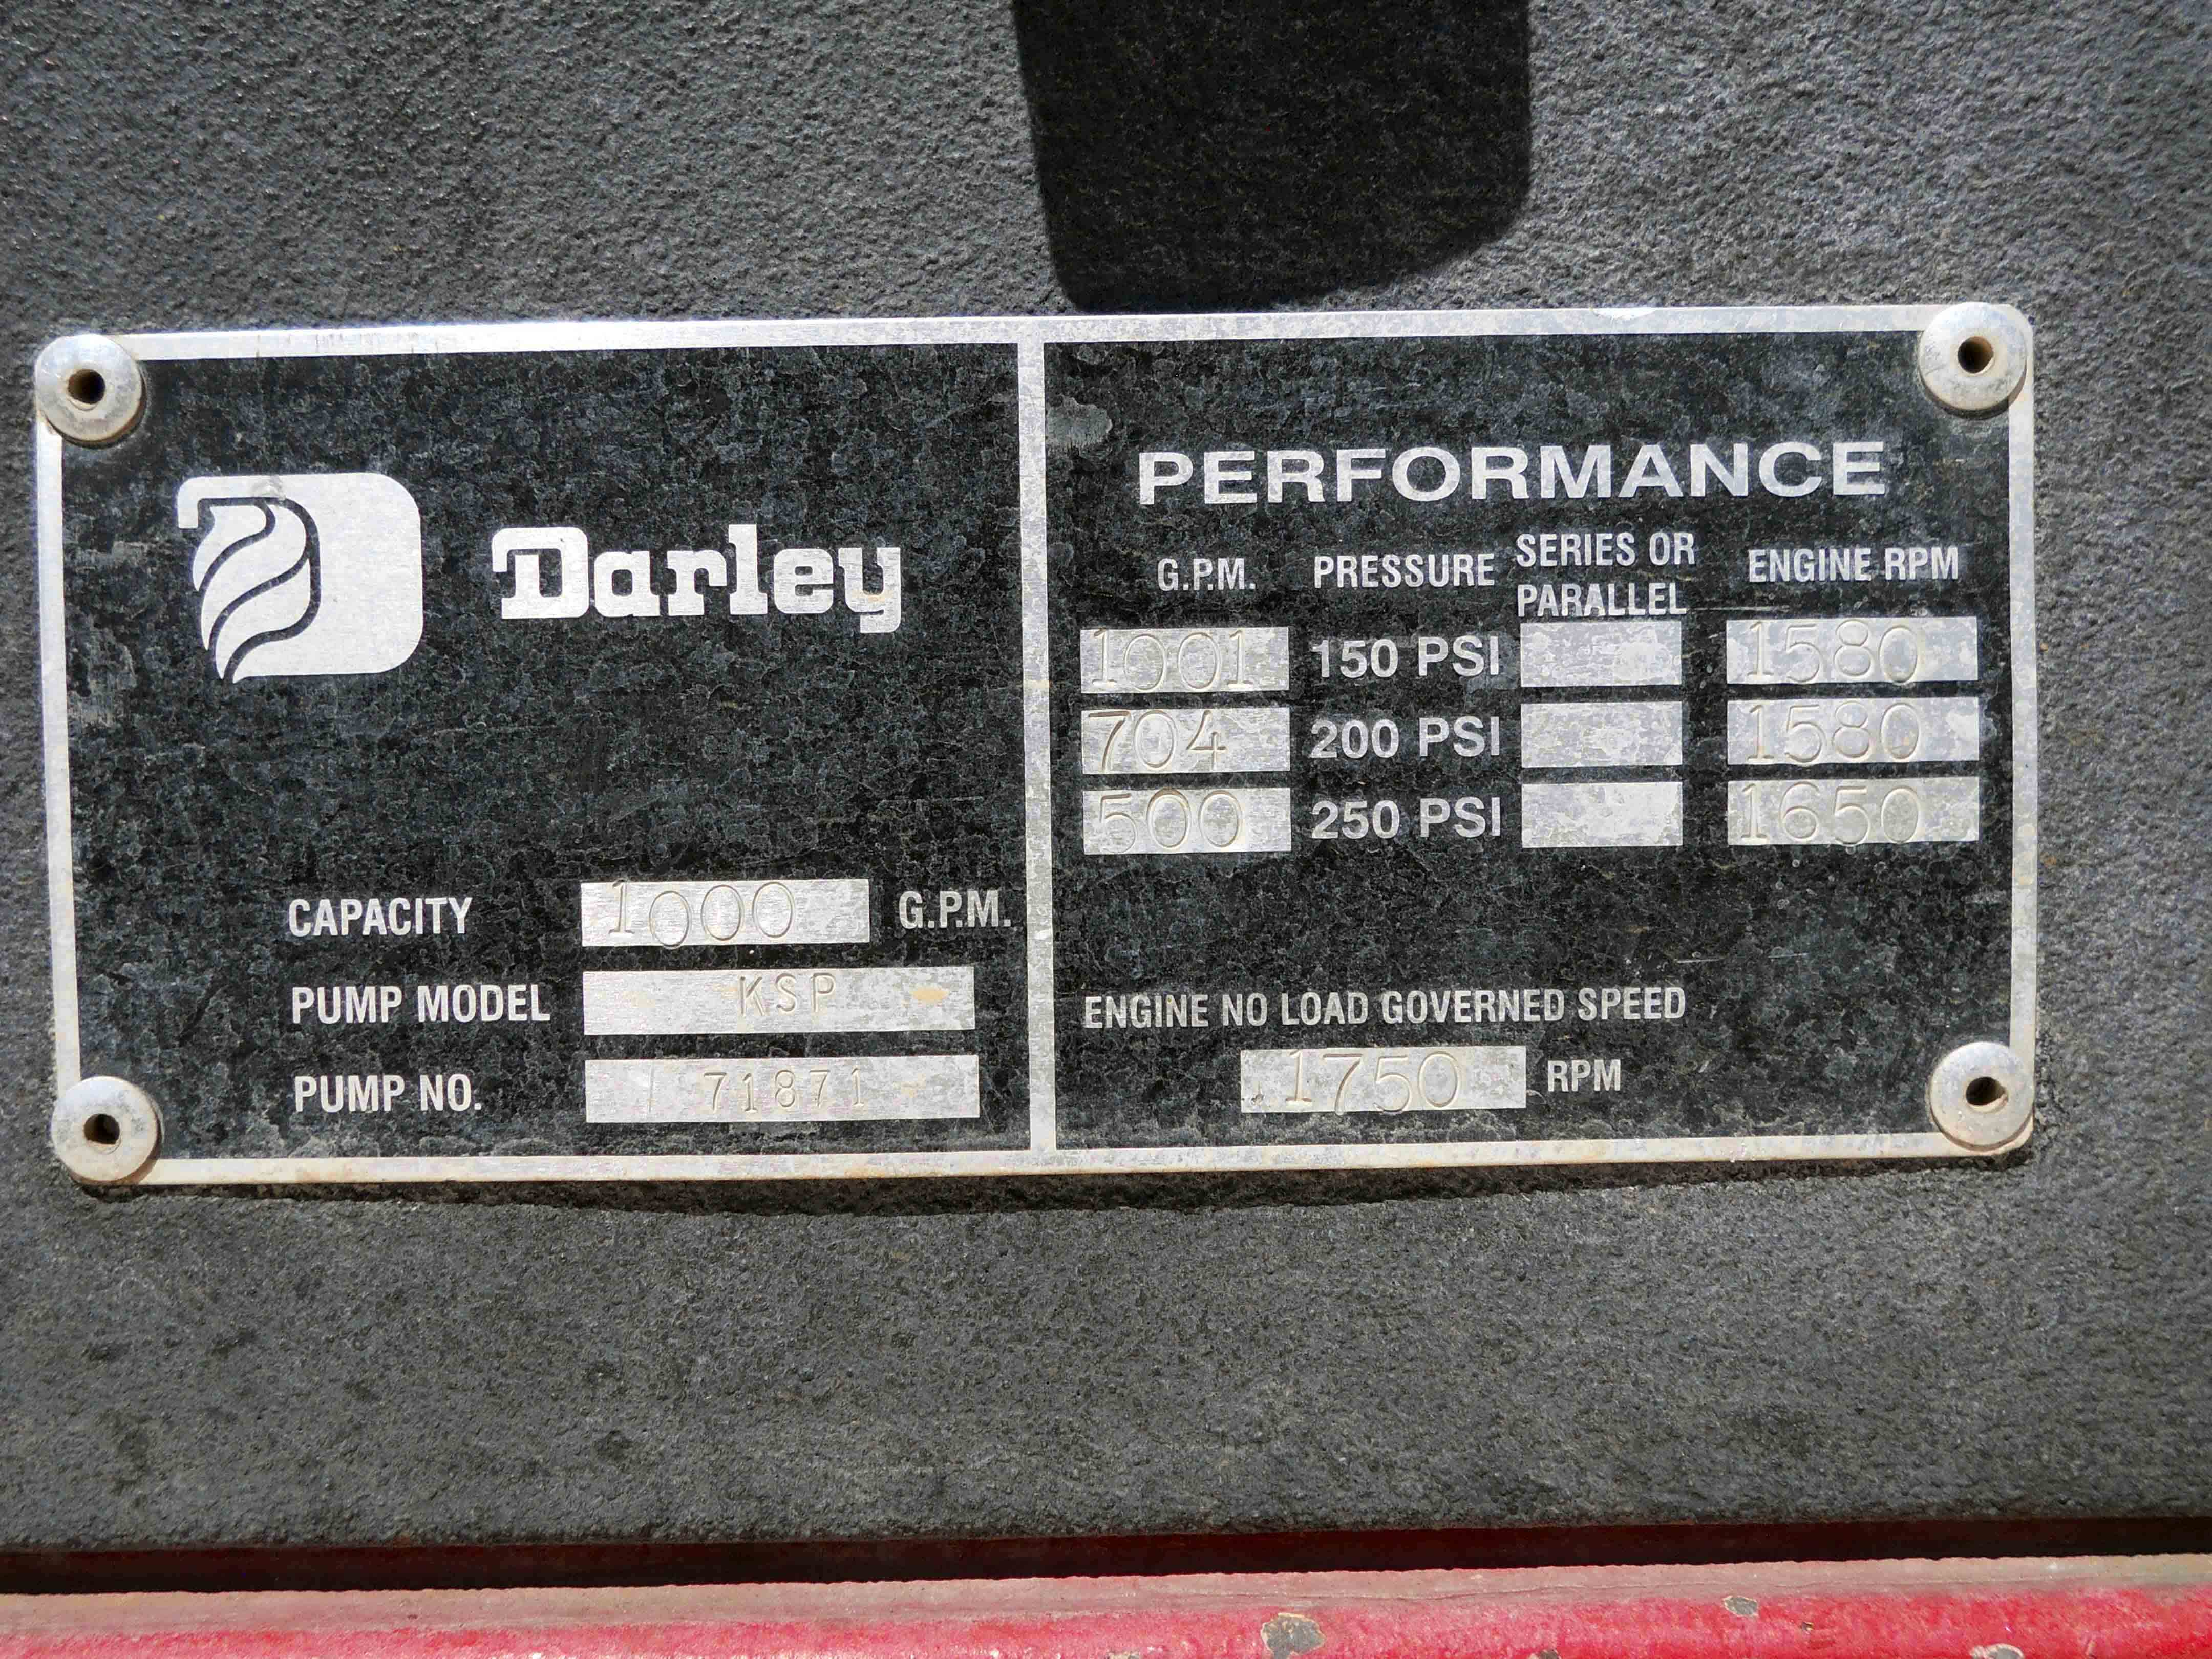 Darley
CAPACITY 1000 G.P.M.
PUMP MODEL KSP
PUMP NO. 71871
PERFORMANCE
G.P.M. PRESSURE SERIES OR PARALLEL ENGINE RPM
1001 150 PSI 1580
704 200 PSI 1580
500 250 PSI 1650
ENGINE NO LOAD GOVERNED SPEED
1750 RPM